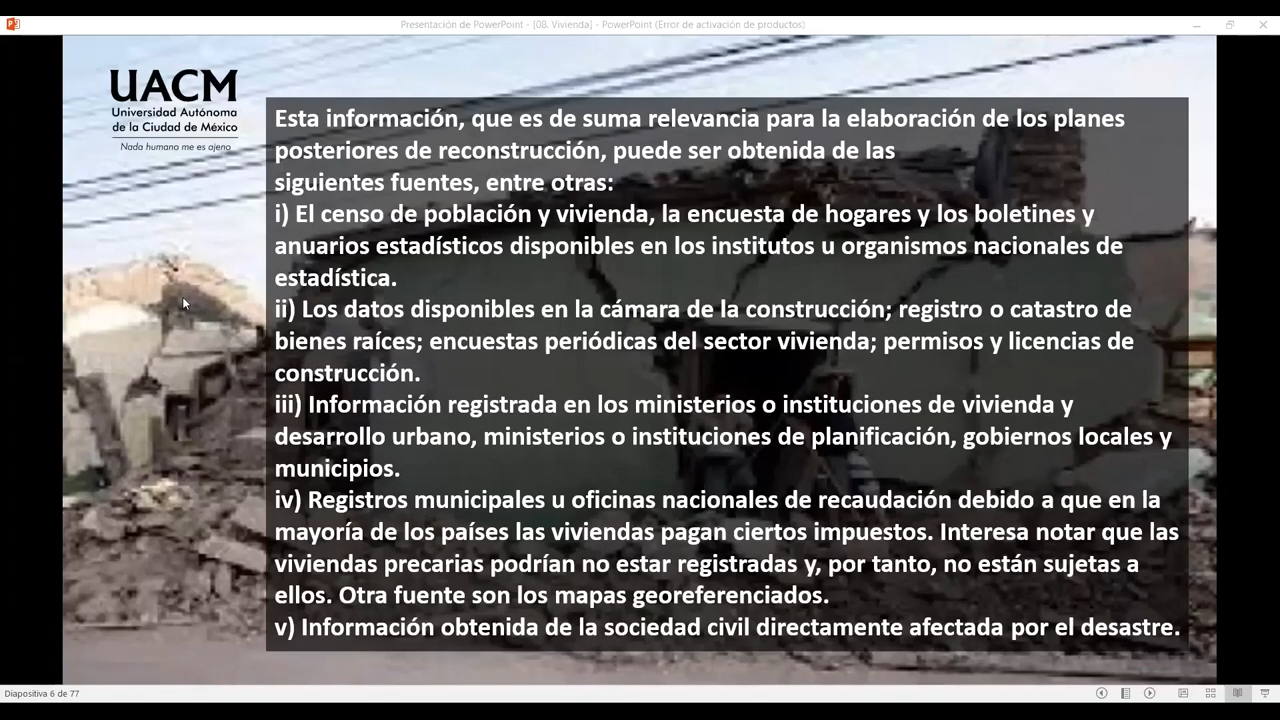 Presentación de PowerPoint - [08. Vivienda] - PowerPoint (Error de activación de productos)
UACM
Universidad Autónoma
de la Ciudad de México
Nada humano me es ajeno
Esta información, que es de suma relevancia para la elaboración de los planes
posteriores de reconstrucción, puede ser obtenida de las
siguientes fuentes, entre otras:
i) El censo de población y vivienda, la encuesta de hogares y los boletines y
anuarios estadísticos disponibles en los institutos u organismos nacionales de
estadística.
ii) Los datos disponibles en la cámara de la construcción; registro o catastro de
bienes raíces; encuestas periódicas del sector vivienda; permisos y licencias de
construcción.
iii) Información registrada en los ministerios o instituciones de vivienda y
desarrollo urbano, ministerios o instituciones de planificación, gobiernos locales y
municipios.
iv) Registros municipales u oficinas nacionales de recaudación debido a que en la
mayoría de los países las viviendas pagan ciertos impuestos. Interesa notar que las
viviendas precarias podrían no estar registradas y, por tanto, no están sujetas a
ellos. Otra fuente son los mapas georeferenciados.
v) Información obtenida de la sociedad civil directamente afectada por el desastre.
Diapositiva 6 de 77